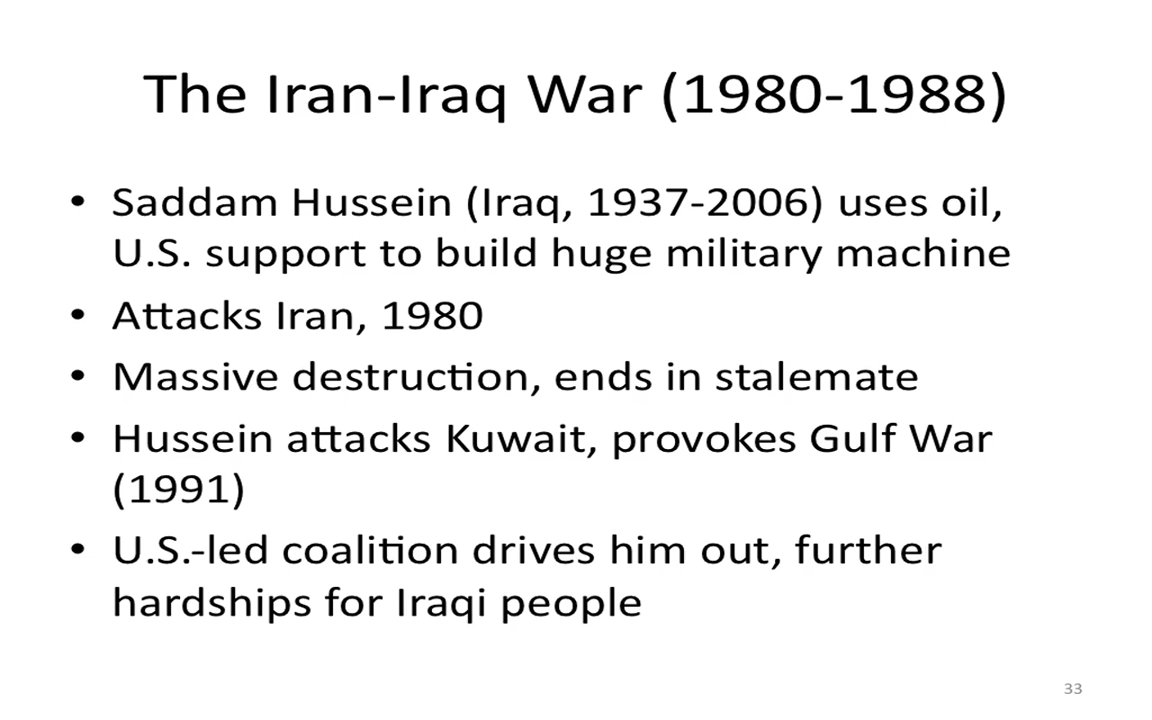 The Iran-Iraq War (1980-1988)
• Saddam Hussein (Iraq, 1937-2006) uses oil,
U.S. support to build huge military machine
• Attacks Iran, 1980
• Massive destruction, ends in stalemate
• Hussein attacks Kuwait, provokes Gulf War
(1991)
• U.S.-led coalition drives him out, further
hardships for Iraqi people
33